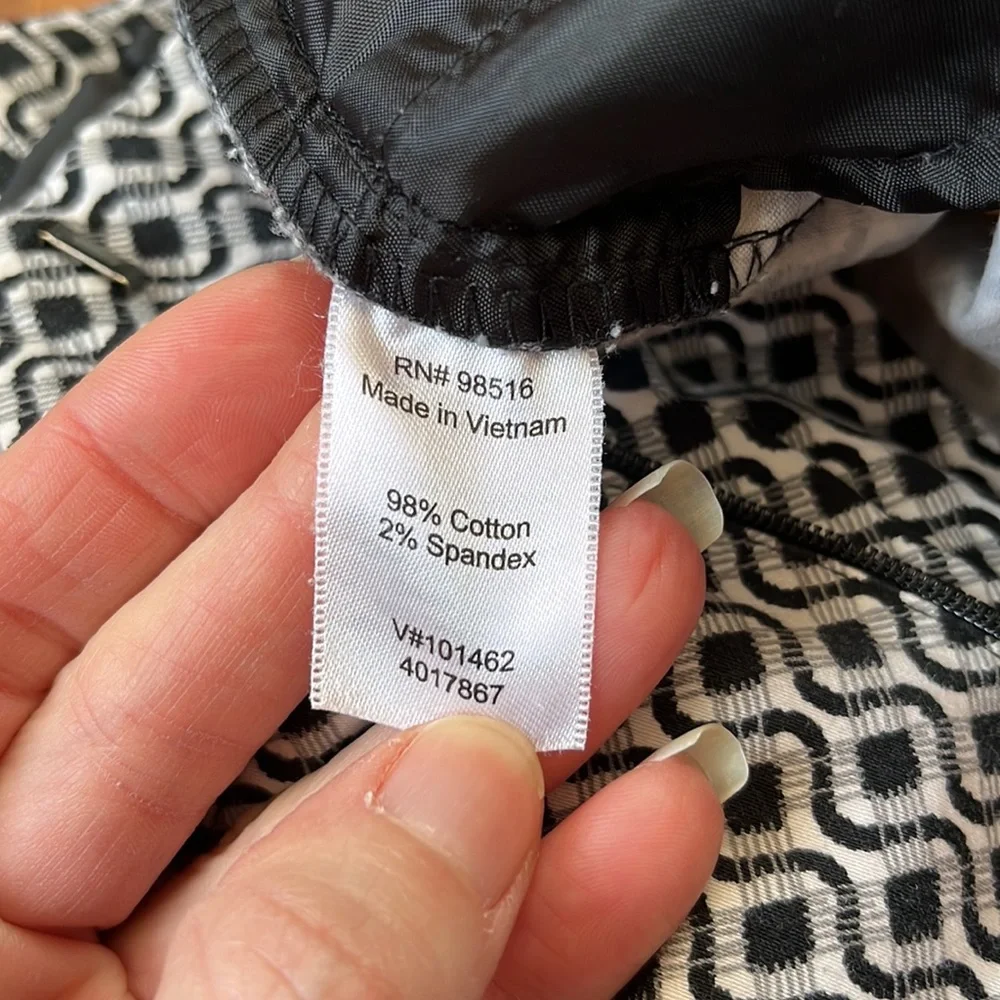 RN# 98516
Made in Vietnam
98% Cotton
2% Spandex
V#101462
4017867